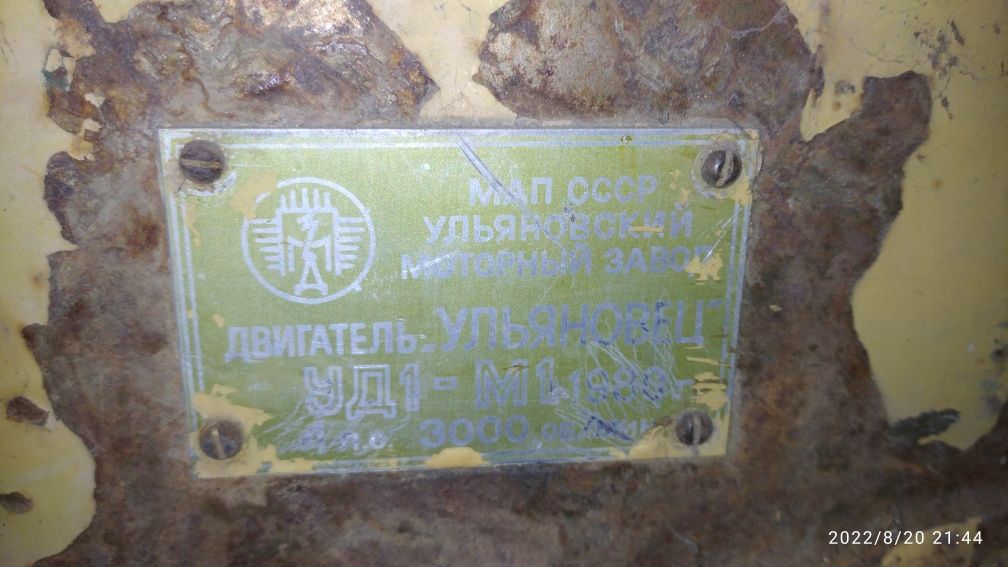 МАП СССР
УЛЬЯНОВСКИЙ
МОТОРНЫЙ ЗАВОД
ДВИГАТЕЛЬ „УЛЬЯНОВЕЦ"
УД1-М1
3000
2022/8/20 21:44